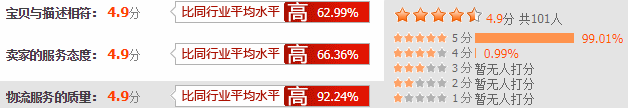 宝贝与描述相符：4.9分 比同行业平均水平 高 62.99%
卖家的服务态度：4.9分 比同行业平均水平 高 66.36%
物流服务的质量：4.9分 比同行业平均水平 高 92.24%
4.9分 共101人
5分 99.01%
4分 0.99%
3分 暂无人打分
2分 暂无人打分
1分 暂无人打分